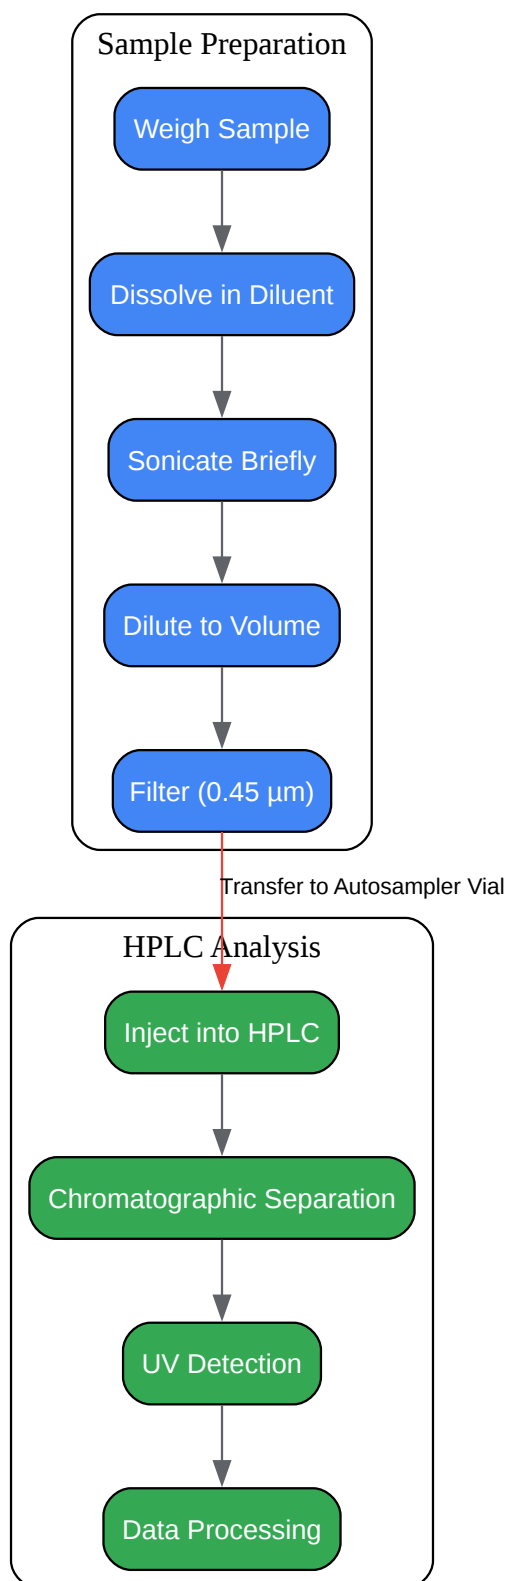 Sample Preparation
Weigh Sample
Dissolve in Diluent
Sonicate Briefly
Dilute to Volume
Filter (0.45 µm)
Transfer to Autosampler Vial
HPLC Analysis
Inject into HPLC
Chromatographic Separation
UV Detection
Data Processing